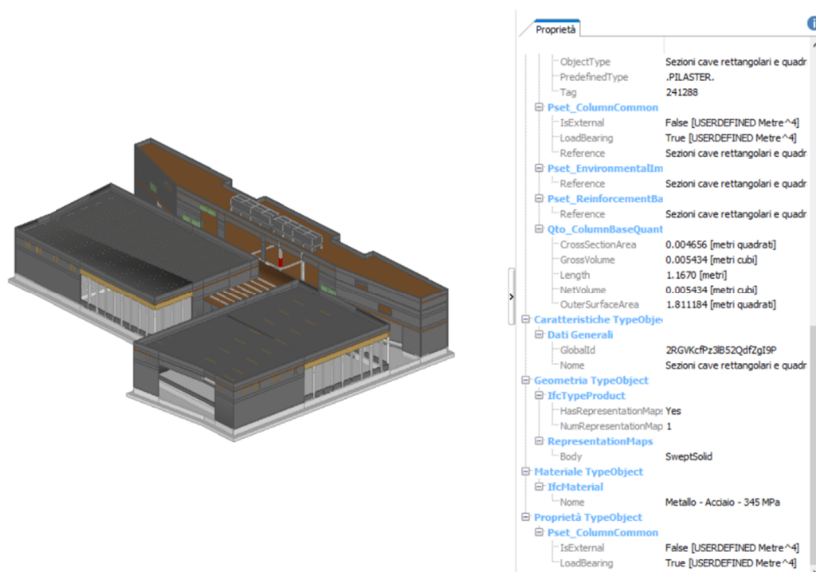 Proprietà
ObjectType Sezioni cave rettangolari e quadr
PredefinedType .PILASTER.
Tag 241288
Pset_ColumnCommon
IsExternal False [USERDEFINED Metre^4]
LoadBearing True [USERDEFINED Metre^4]
Reference Sezioni cave rettangolari e quadr
Pset_EnvironmentalIm
Reference Sezioni cave rettangolari e quadr
Pset_ReinforcementBa
Reference Sezioni cave rettangolari e quadr
Qto_ColumnBaseQuant
CrossSectionArea 0.004656 [metri quadrati]
GrossVolume 0.005434 [metri cubi]
Length 1.1670 [metri]
NetVolume 0.005434 [metri cubi]
OuterSurfaceArea 1.811184 [metri quadrati]
Caratteristiche TypeObje
Dati Generali
GlobalId
Nome Sezioni cave rettangolari e quadr
Geometria TypeObject
IfcTypeProduct
HasRepresentationMap: Yes
NumRepresentationMap 1
RepresentationMaps
Body SweptSolid
Materiale TypeObject
IfcMaterial
Nome Metallo - Acciaio - 345 MPa
Proprietà TypeObject
Pset_ColumnCommon
IsExternal False [USERDEFINED Metre^4]
LoadBearing True [USERDEFINED Metre^4]